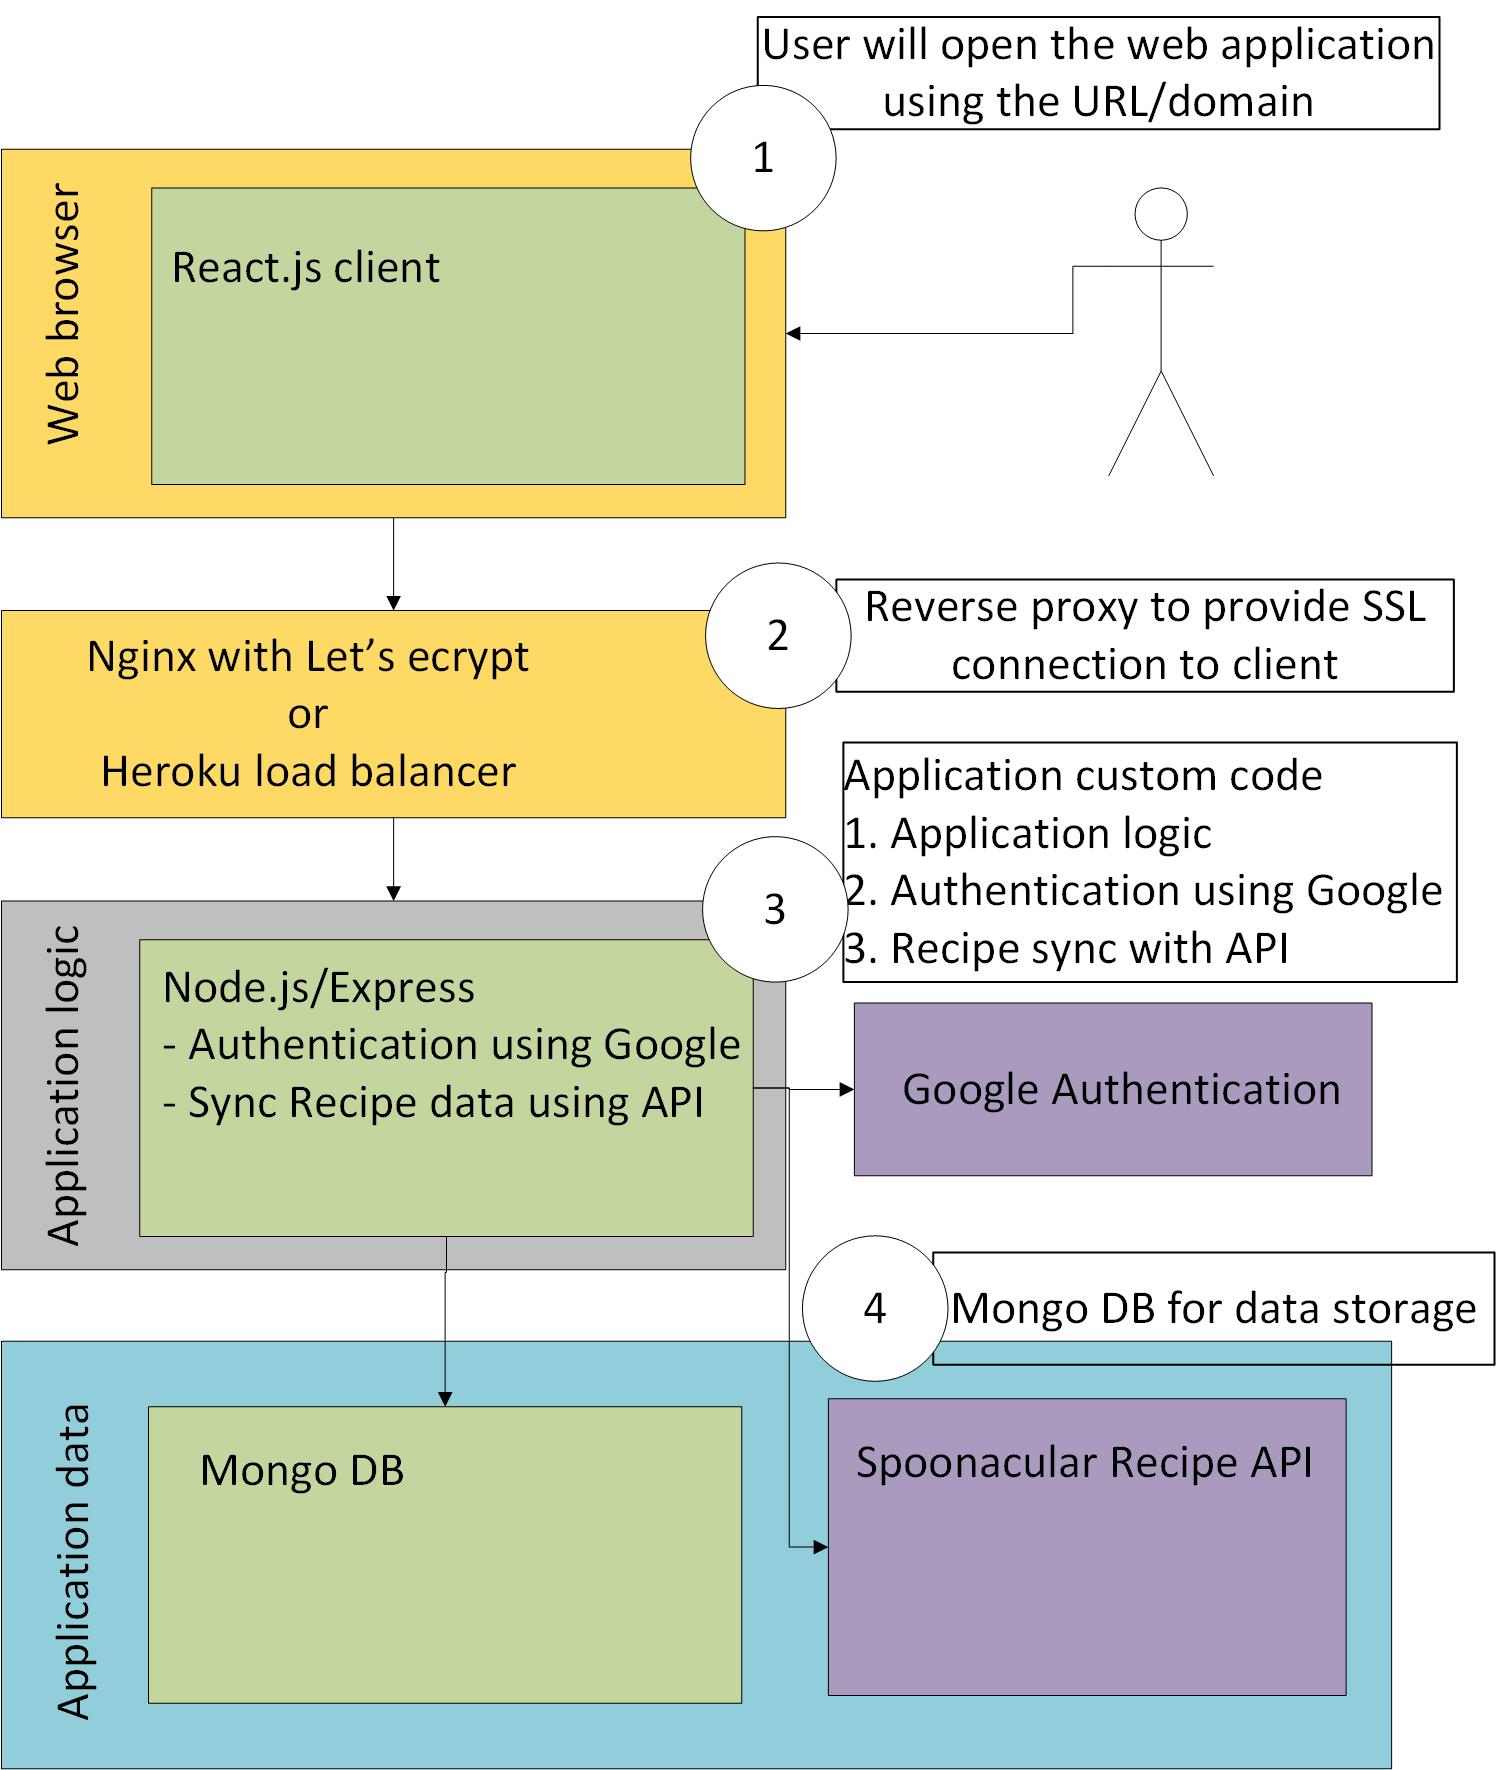 User will open the web application
using the URL/domain
1
Web browser
React.js client
2
Reverse proxy to provide SSL
connection to client
Nginx with Let’s ecrypt
or
Heroku load balancer
Application custom code
1. Application logic
2. Authentication using Google
3. Recipe sync with API
3
Application logic
Node.js/Express
- Authentication using Google
- Sync Recipe data using API
Google Authentication
4
Mongo DB for data storage
Application data
Mongo DB
Spoonacular Recipe API